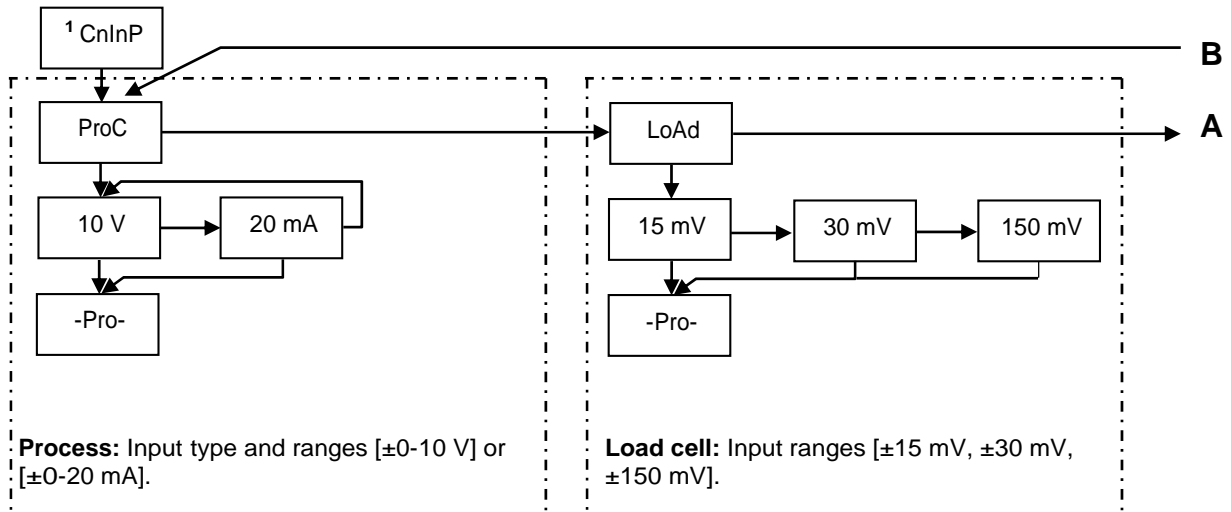 ¹ CnInP
B
ProC
LoAd
A
10 V
20 mA
15 mV
30 mV
150 mV
-Pro-
-Pro-
Process: Input type and ranges [±0-10 V] or
[±0-20 mA].
Load cell: Input ranges [±15 mV, ±30 mV,
±150 mV].